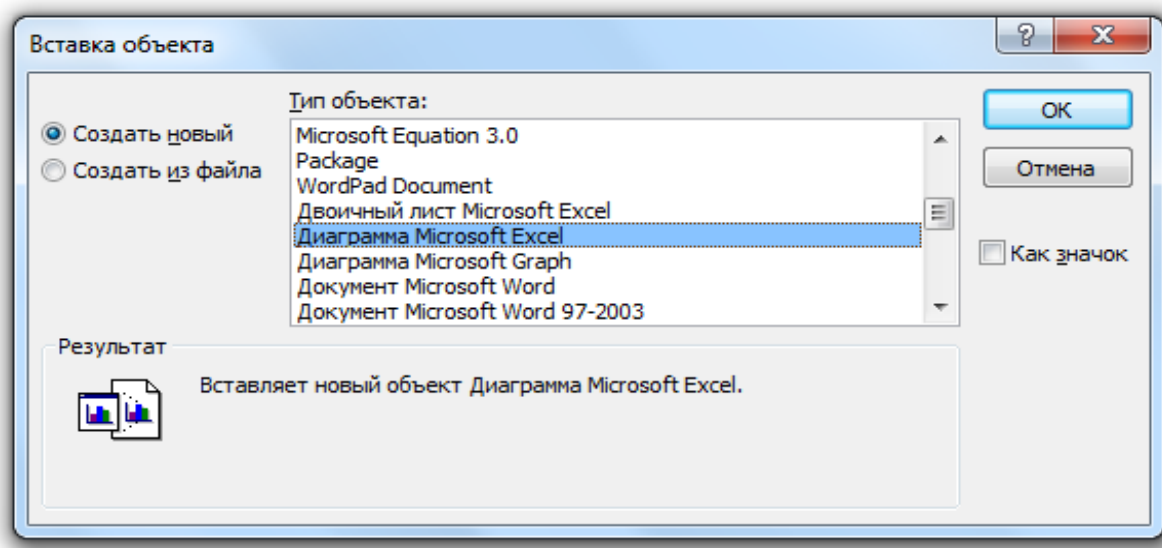 Вставка объекта
Тип объекта:
Создать новый
Создать из файла
Microsoft Equation 3.0
Package
WordPad Document
Двоичный лист Microsoft Excel
Диаграмма Microsoft Excel
Диаграмма Microsoft Graph
Документ Microsoft Word
Документ Microsoft Word 97-2003
OK
Отмена
Как значок
Результат
Вставляет новый объект Диаграмма Microsoft Excel.